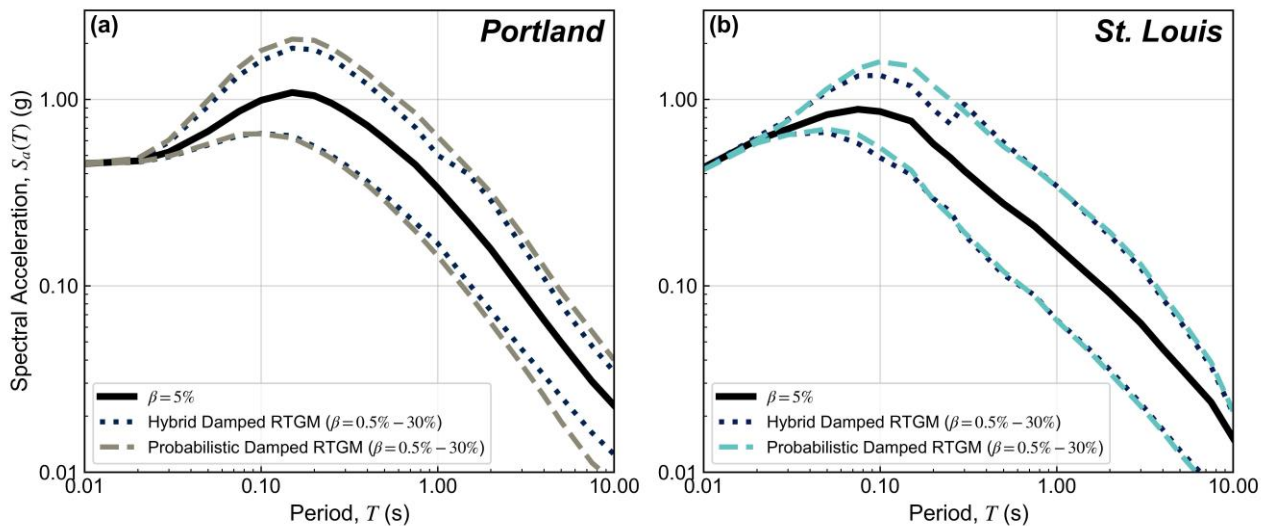 (a)
Portland
Spectral Acceleration, Sₐ(T) (g)
1.00
0.10
0.01
β = 5%
Hybrid Damped RTGM (β = 0.5% − 30%)
Probabilistic Damped RTGM (β = 0.5% − 30%)
0.01
0.10
1.00
10.00
Period, T (s)
(b)
St. Louis
1.00
0.10
0.01
β = 5%
Hybrid Damped RTGM (β = 0.5% − 30%)
Probabilistic Damped RTGM (β = 0.5% − 30%)
0.01
0.10
1.00
10.00
Period, T (s)